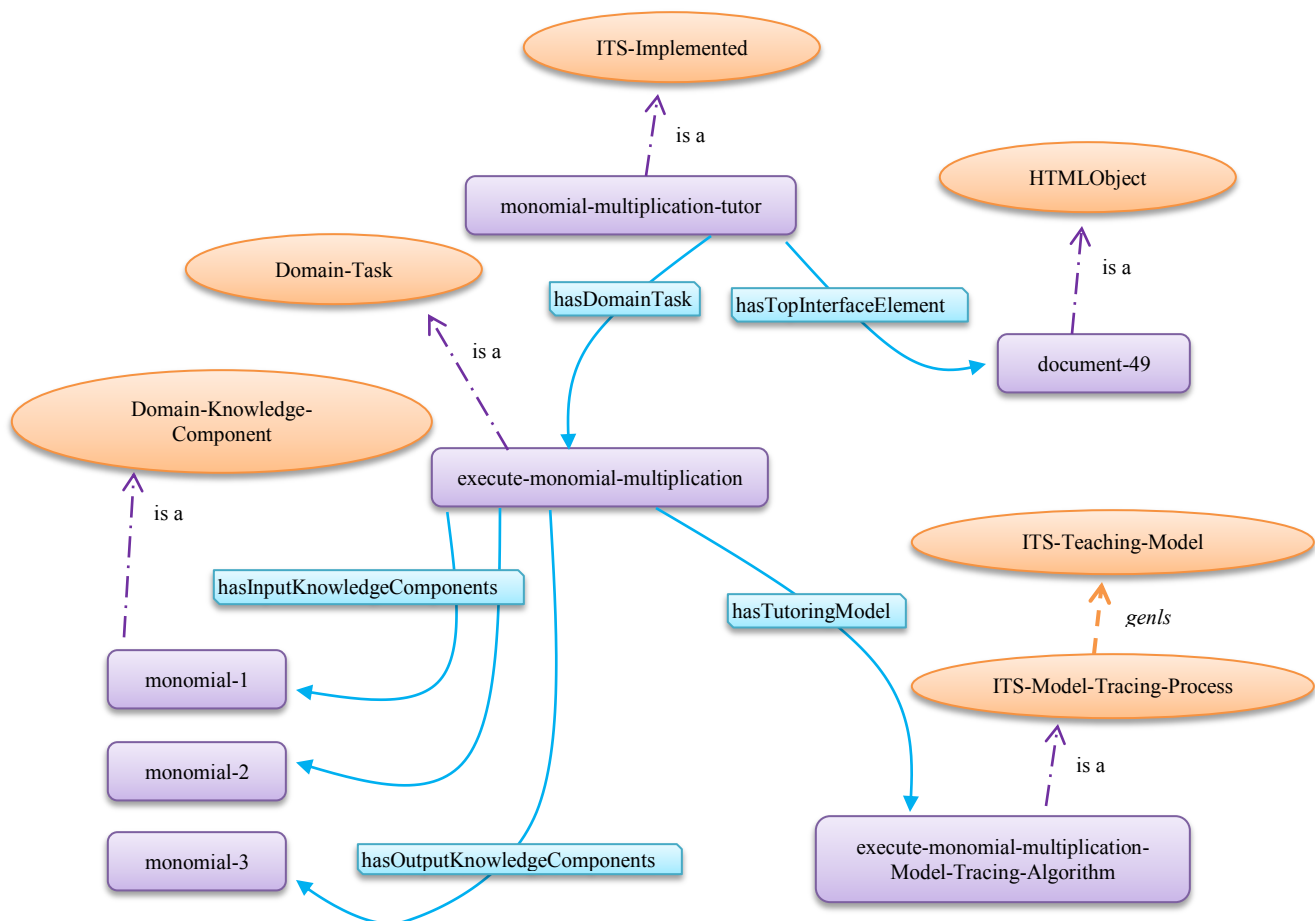 ITS-Implemented
is a
HTMLObject
monomial-multiplication-tutor
Domain-Task
is a
hasDomainTask
hasTopInterfaceElement
is a
document-49
Domain-Knowledge-
Component
execute-monomial-multiplication
is a
ITS-Teaching-Model
hasInputKnowledgeComponents
hasTutoringModel
genls
monomial-1
ITS-Model-Tracing-Process
monomial-2
is a
monomial-3
hasOutputKnowledgeComponents
execute-monomial-multiplication-
Model-Tracing-Algorithm